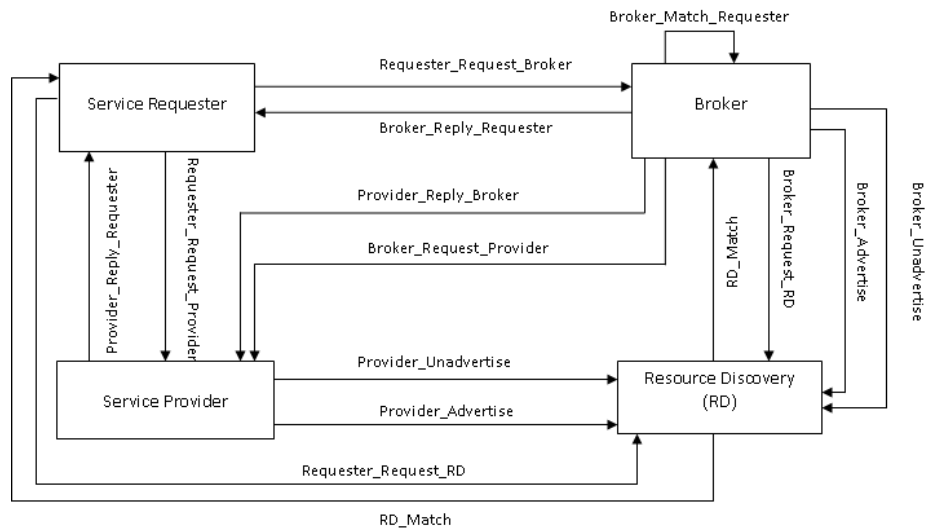 Broker_Match_Requester
Requester_Request_Broker
Service Requester
Broker
Broker_Reply_Requester
Provider_Reply_Requester
Requester_Request_Provider
Provider_Reply_Broker
Broker_Request_Provider
RD_Match
Broker_Request_RD
Broker_Advertise
Broker_Unadvertise
Provider_Unadvertise
Service Provider
Resource Discovery
(RD)
Provider_Advertise
Requester_Request_RD
RD_Match